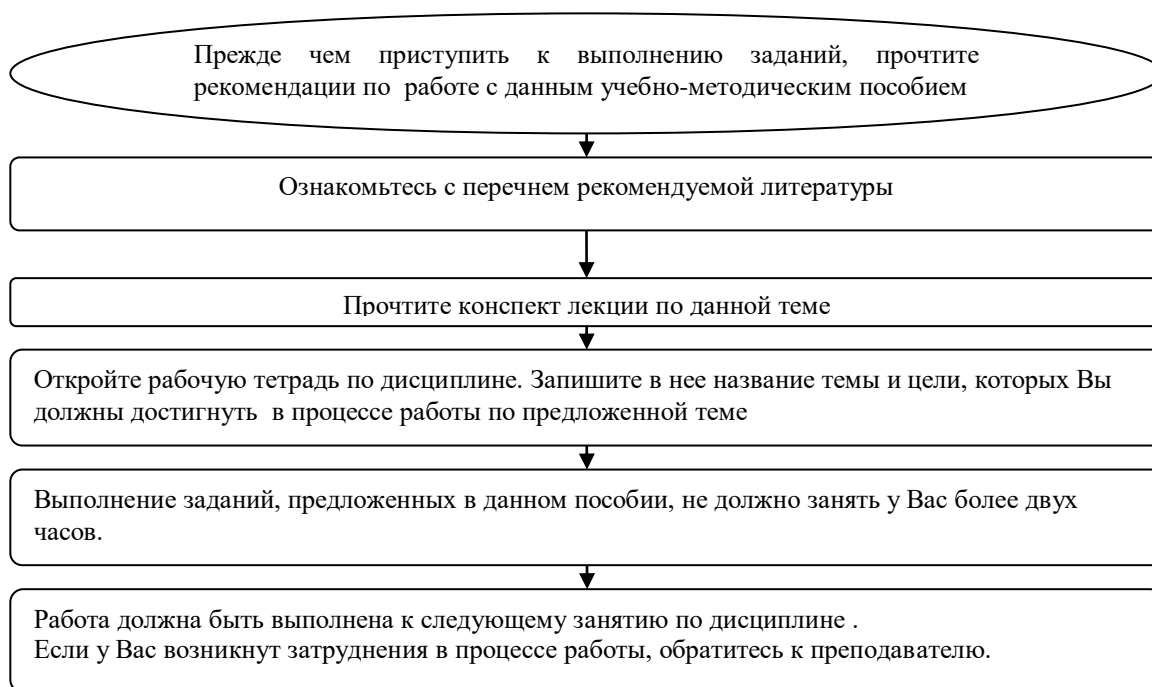 Прежде чем приступить к выполнению заданий, прочтите
рекомендации по работе с данным учебно-методическим пособием
Ознакомьтесь с перечнем рекомендуемой литературы
Прочтите конспект лекции по данной теме
Откройте рабочую тетрадь по дисциплине. Запишите в нее название темы и цели, которых Вы
должны достигнуть в процессе работы по предложенной теме
Выполнение заданий, предложенных в данном пособии, не должно занять у Вас более двух
часов.
Работа должна быть выполнена к следующему занятию по дисциплине .
Если у Вас возникнут затруднения в процессе работы, обратитесь к преподавателю.